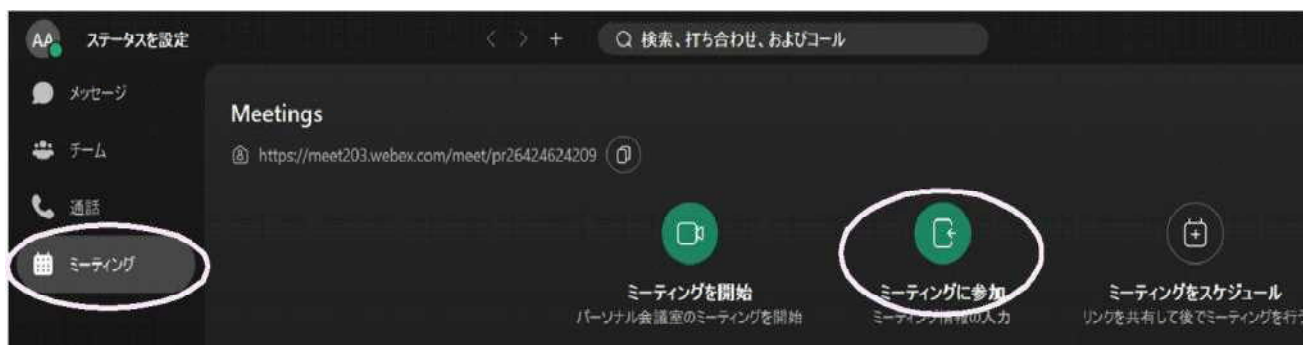 AA ステータスを設定
検索、打ち合わせ、およびコール
メッセージ
チーム
通話
ミーティング
Meetings
https://meet203.webex.com/meet/pr26424624209
ミーティングを開始
パーソナル会議室のミーティングを開始
ミーティングに参加
ミーティング情報の入力
ミーティングをスケジュール
リンクを共有して後でミーティングを行う